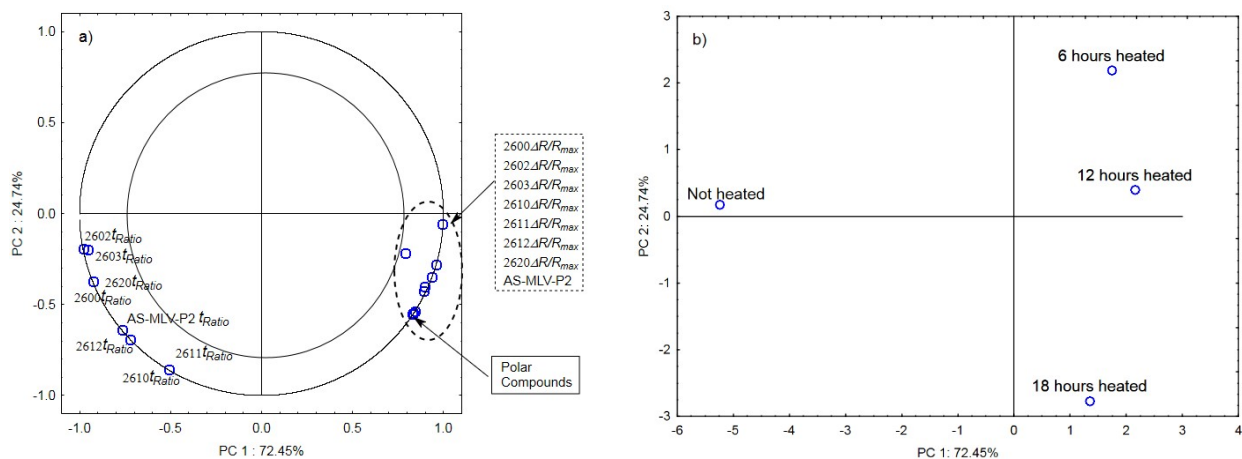 a)
1.0
0.5
0.0
-0.5
-1.0
PC 2 : 24.74%
-1.0 -0.5 0.0 0.5 1.0
PC 1 : 72.45%
2602tRatio
2603tRatio
2620tRatio
2600tRatio
AS-MLV-P2 tRatio
2612tRatio
2611tRatio
2610tRatio
2600ΔR/Rmax
2602ΔR/Rmax
2603ΔR/Rmax
2610ΔR/Rmax
2611ΔR/Rmax
2612ΔR/Rmax
2620ΔR/Rmax
AS-MLV-P2
Polar
Compounds
b)
3
2
1
0
-1
-2
-3
PC 2: 24.74%
6 hours heated
12 hours heated
Not heated
18 hours heated
-6 -5 -4 -3 -2 -1 0 1 2 3 4
PC 1: 72.45%